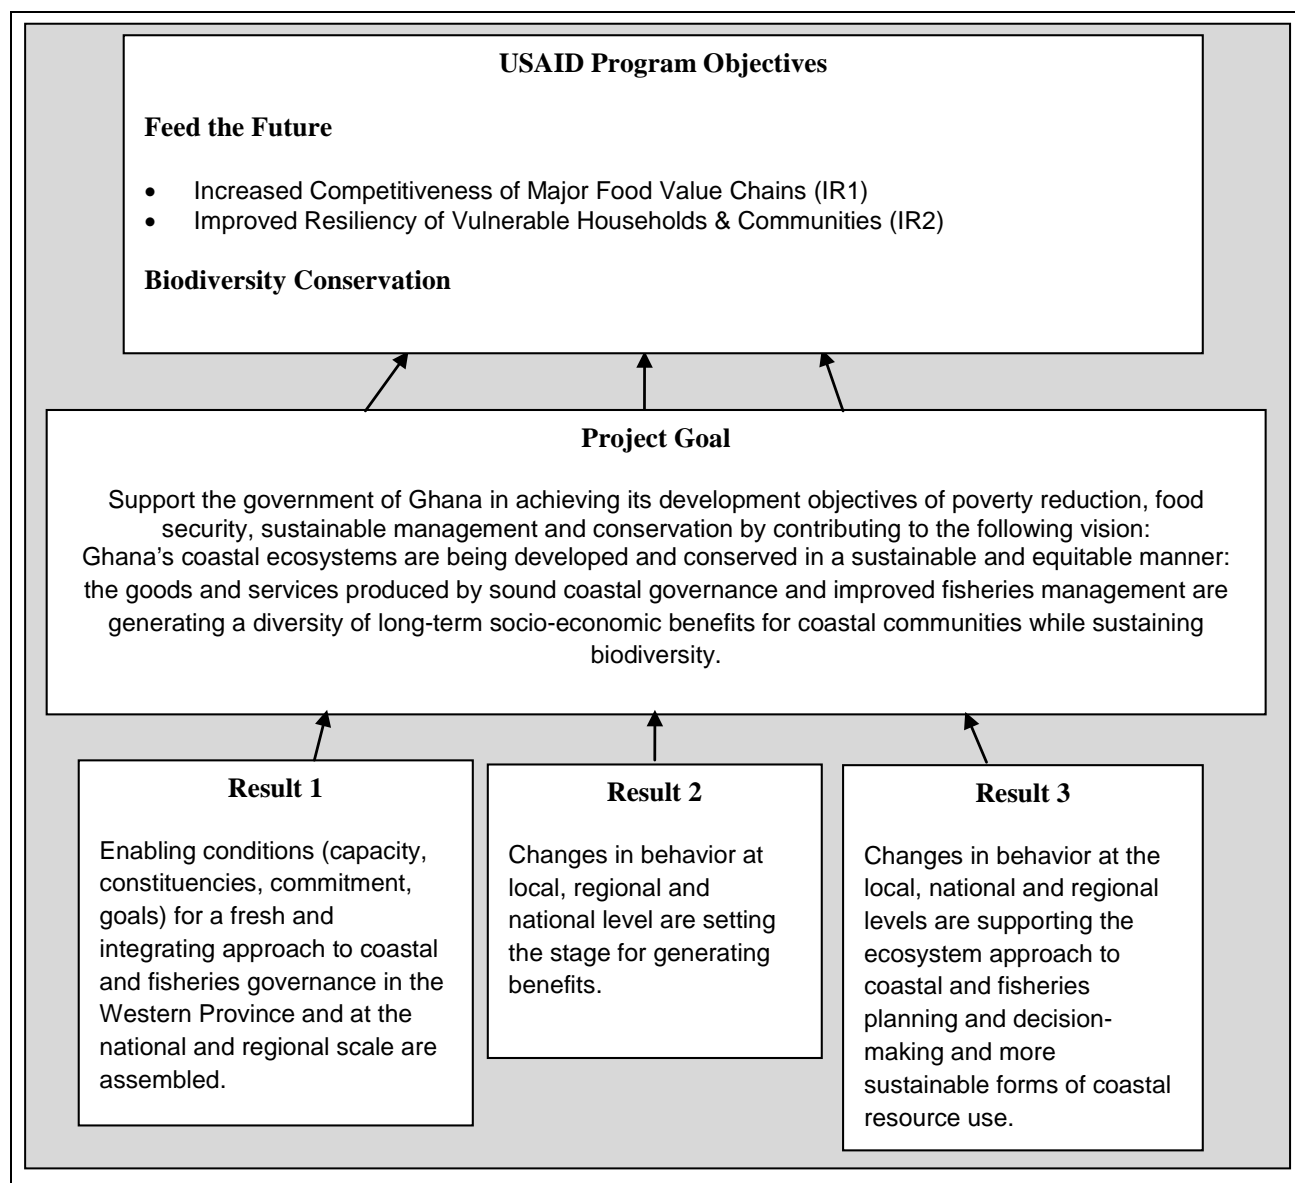 USAID Program Objectives
Feed the Future
• Increased Competitiveness of Major Food Value Chains (IR1)
• Improved Resiliency of Vulnerable Households & Communities (IR2)
Biodiversity Conservation
Project Goal
Support the government of Ghana in achieving its development objectives of poverty reduction, food
security, sustainable management and conservation by contributing to the following vision:
Ghana’s coastal ecosystems are being developed and conserved in a sustainable and equitable manner:
the goods and services produced by sound coastal governance and improved fisheries management are
generating a diversity of long-term socio-economic benefits for coastal communities while sustaining
biodiversity.
Result 1
Enabling conditions (capacity,
constituencies, commitment,
goals) for a fresh and
integrating approach to coastal
and fisheries governance in the
Western Province and at the
national and regional scale are
assembled.
Result 2
Changes in behavior at
local, regional and
national level are setting
the stage for generating
benefits.
Result 3
Changes in behavior at the
local, national and regional
levels are supporting the
ecosystem approach to
coastal and fisheries
planning and decision-
making and more
sustainable forms of coastal
resource use.